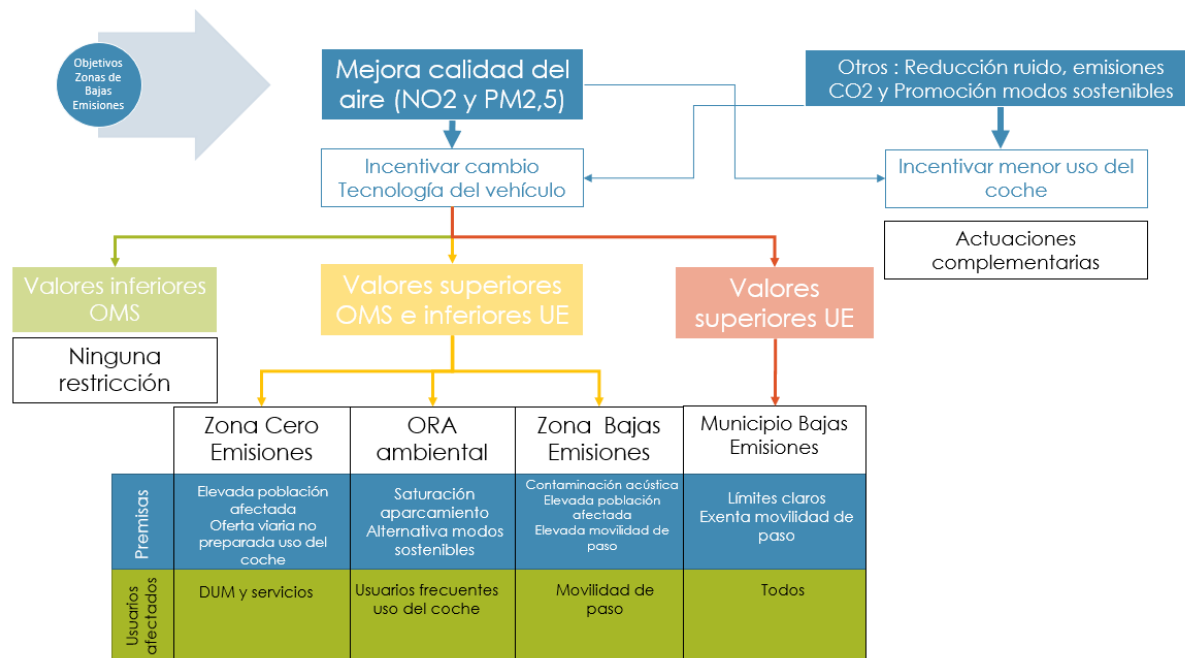 Objetivos
Zonas de
Bajas
Emisiones
Mejora calidad del
aire (NO2 y PM2,5)
Otros : Reducción ruido, emisiones
CO2 y Promoción modos sostenibles
Incentivar cambio
Tecnología del vehículo
Incentivar menor uso del
coche
Actuaciones
complementarias
Valores inferiores
OMS
Valores superiores
OMS e inferiores UE
Valores
superiores UE
Ninguna
restricción
Zona Cero
Emisiones
ORA
ambiental
Zona Bajas
Emisiones
Municipio Bajas
Emisiones
Premisas
Elevada población
afectada
Oferta viaria no
preparada uso del
coche
Saturación
aparcamiento
Alternativa modos
sostenibles
Contaminación acústica
Elevada población
afectada
Elevada movilidad de
paso
Límites claros
Exenta movilidad de
paso
Usuarios
afectados
DUM y servicios
Usuarios frecuentes
uso del coche
Movilidad de
paso
Todos